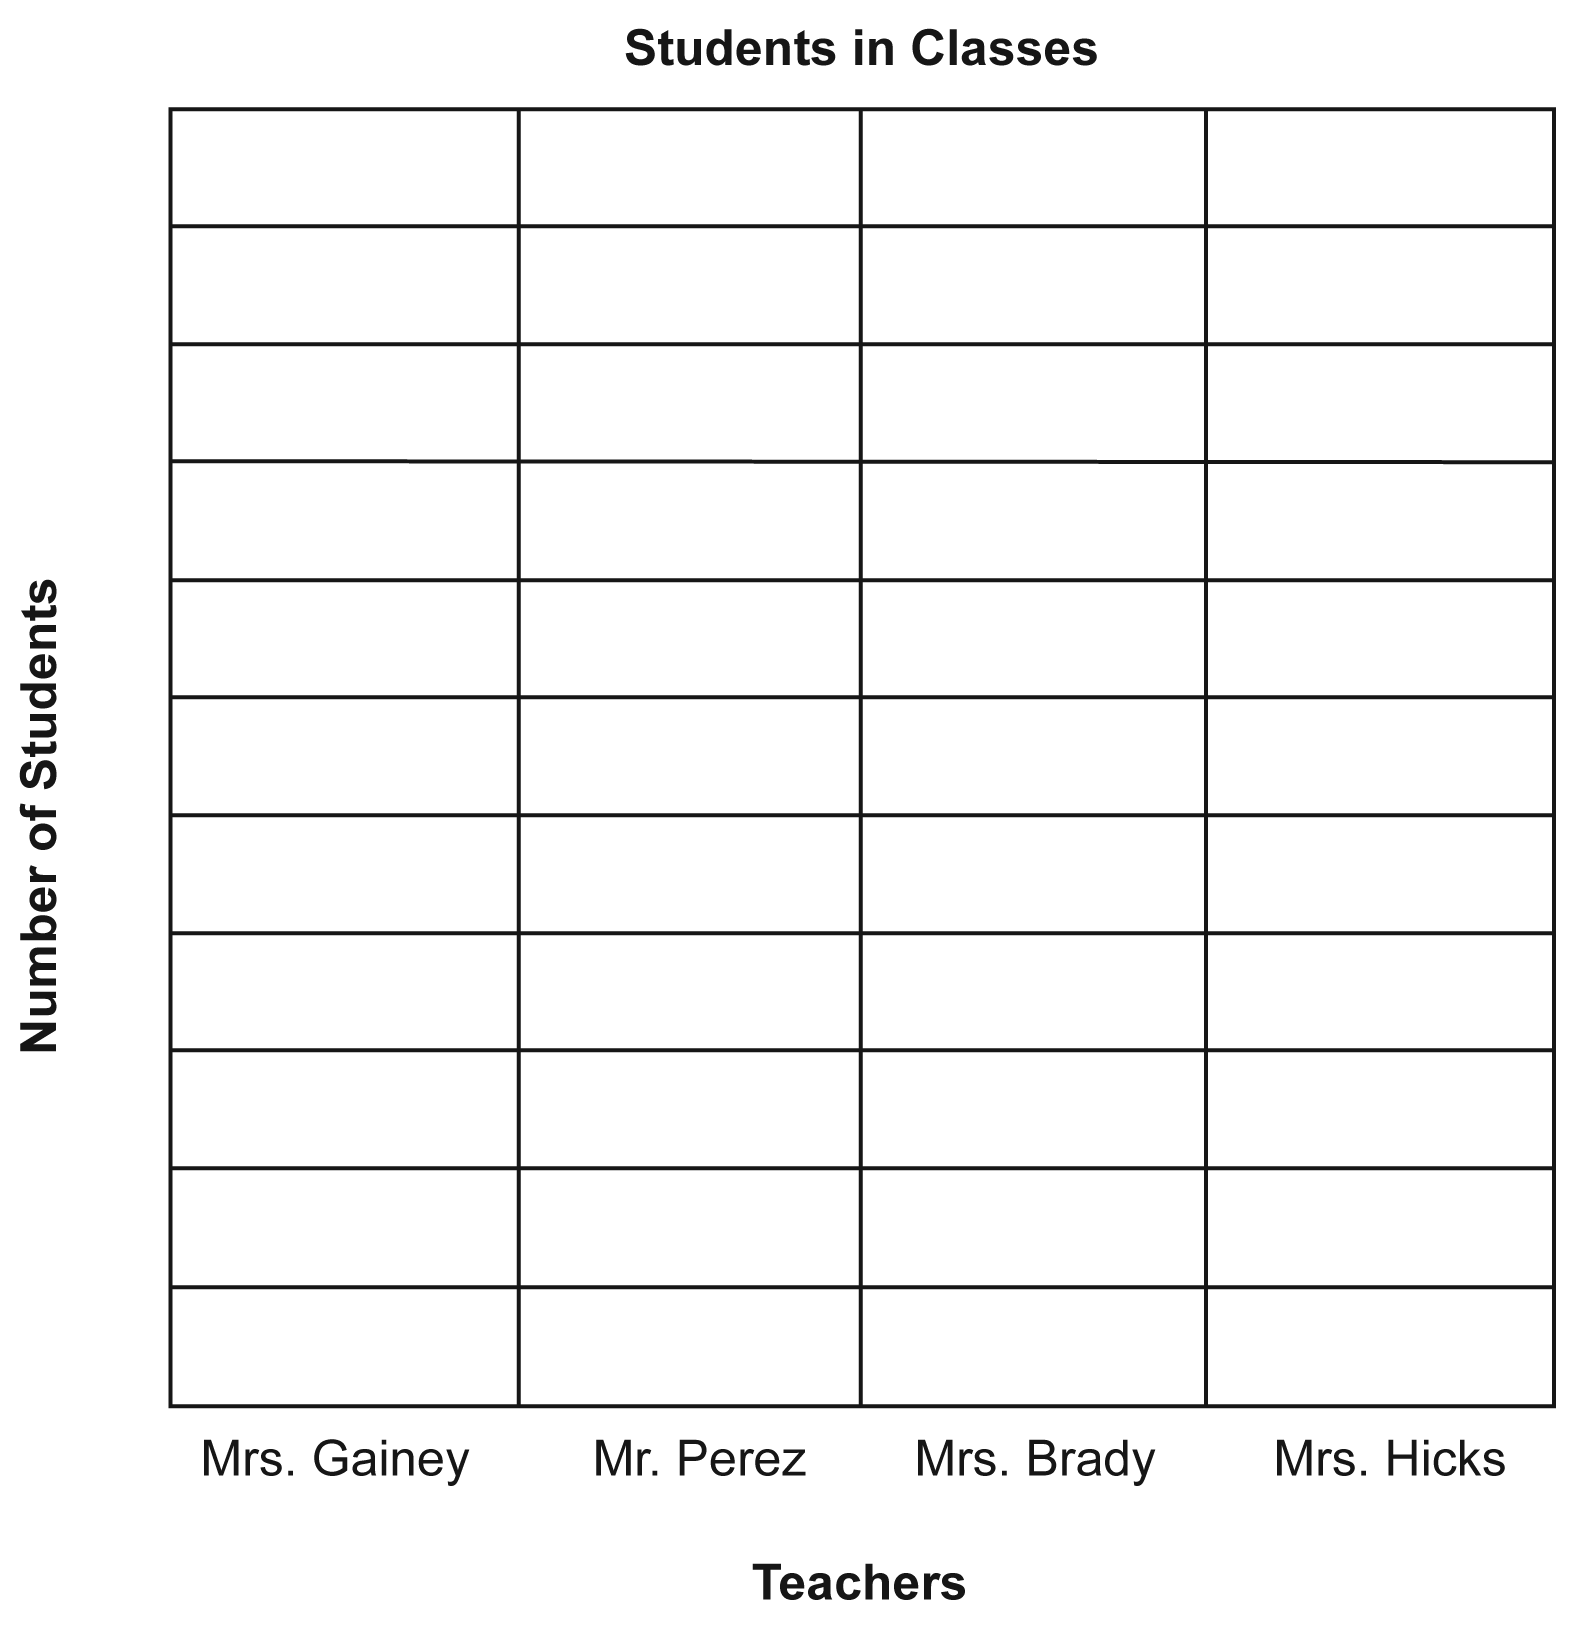 Students in Classes
Number of Students
Mrs. Gainey Mr. Perez Mrs. Brady Mrs. Hicks
Teachers